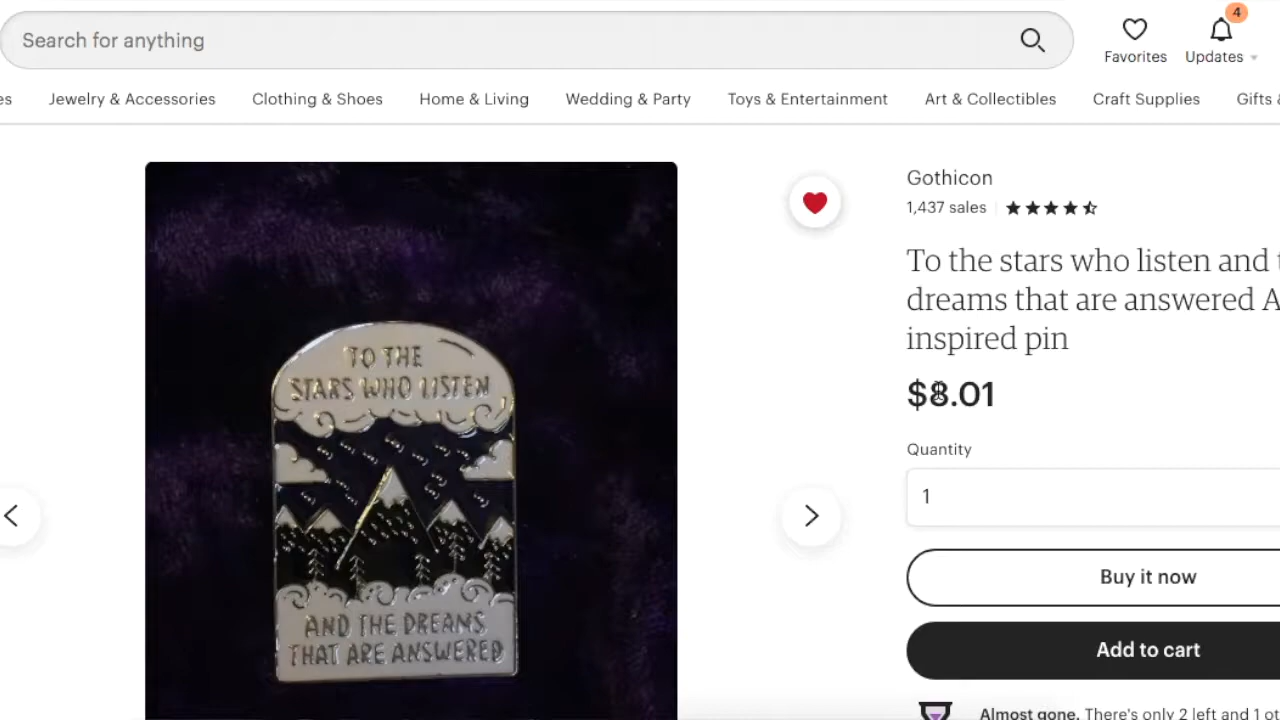 Search for anything
4
Favorites
Updates
es
Jewelry & Accessories
Clothing & Shoes
Home & Living
Wedding & Party
Toys & Entertainment
Art & Collectibles
Craft Supplies
Gifts &
Gothicon
1,437 sales
To the stars who listen and t
dreams that are answered A
inspired pin
$8.01
Quantity
1
Buy it now
Add to cart
Almost gone. There's only 2 left and 1 ot
TO THE
STARS WHO LISTEN
AND THE DREAMS
THAT ARE ANSWERED